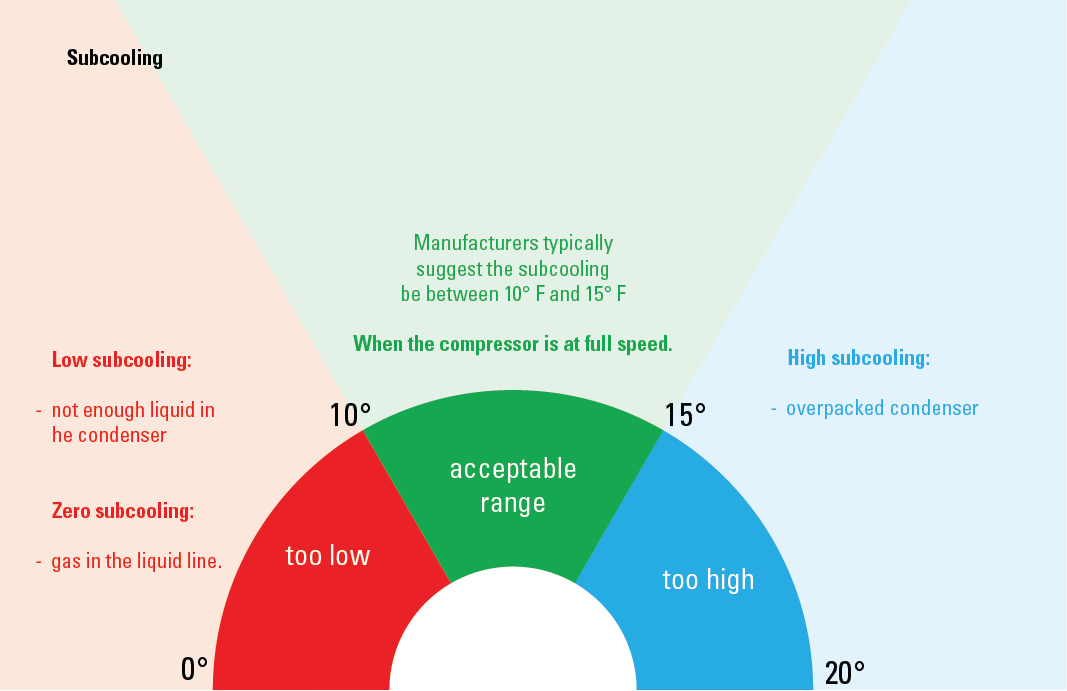 Subcooling
Manufacturers typically
suggest the subcooling
be between 10° F and 15° F
When the compressor is at full speed.
Low subcooling:
- not enough liquid in
he condenser
Zero subcooling:
- gas in the liquid line.
High subcooling:
- overpacked condenser
10°
15°
acceptable
range
too low
too high
0°
20°